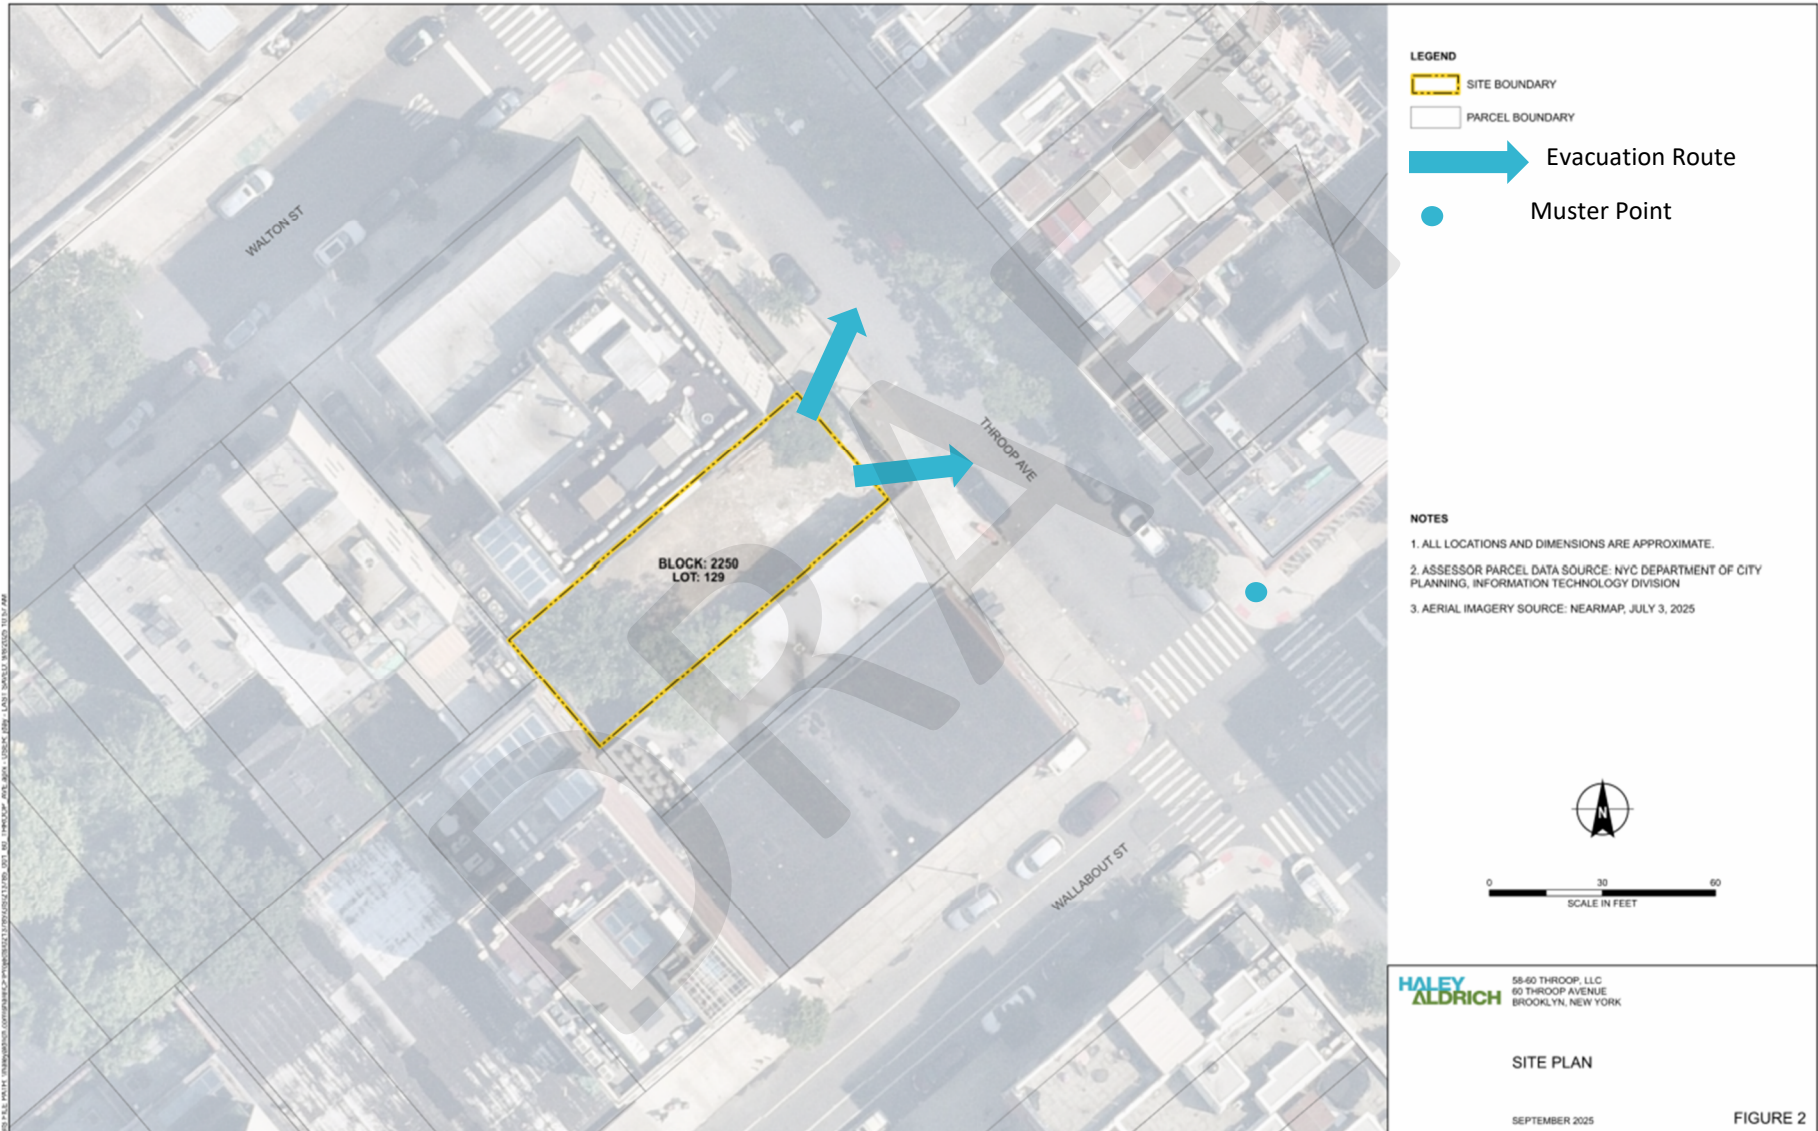 LEGEND
SITE BOUNDARY
PARCEL BOUNDARY
Evacuation Route
Muster Point
WALTON ST
THROOP AVE
BLOCK: 2250
LOT: 129
WALLABOUT ST
DRAFT
NOTES
1. ALL LOCATIONS AND DIMENSIONS ARE APPROXIMATE.
2. ASSESSOR PARCEL DATA SOURCE: NYC DEPARTMENT OF CITY
PLANNING, INFORMATION TECHNOLOGY DIVISION
3. AERIAL IMAGERY SOURCE: NEARMAP, JULY 3, 2025
N
0 30 60
SCALE IN FEET
HALEY
ALDRICH
58-60 THROOP, LLC
60 THROOP AVENUE
BROOKLYN, NEW YORK
SITE PLAN
SEPTEMBER 2025
FIGURE 2